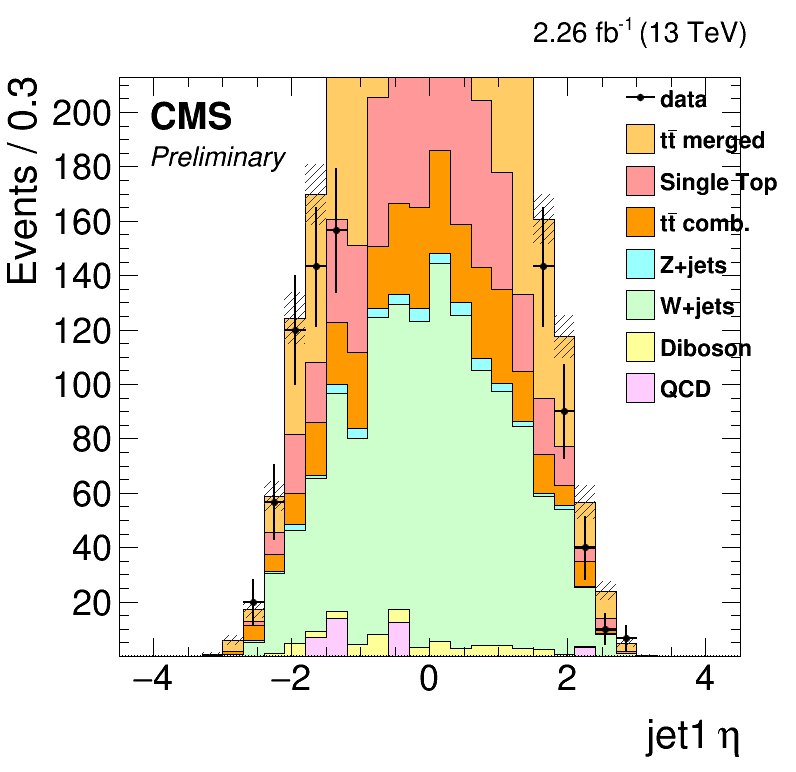 2.26 fb-1 (13 TeV)
Events / 0.3
200
180
160
140
120
100
80
60
40
20
CMS
Preliminary
data
tt̄ merged
Single Top
tt̄ comb.
Z+jets
W+jets
Diboson
QCD
−4 −2 0 2 4
jet1 η